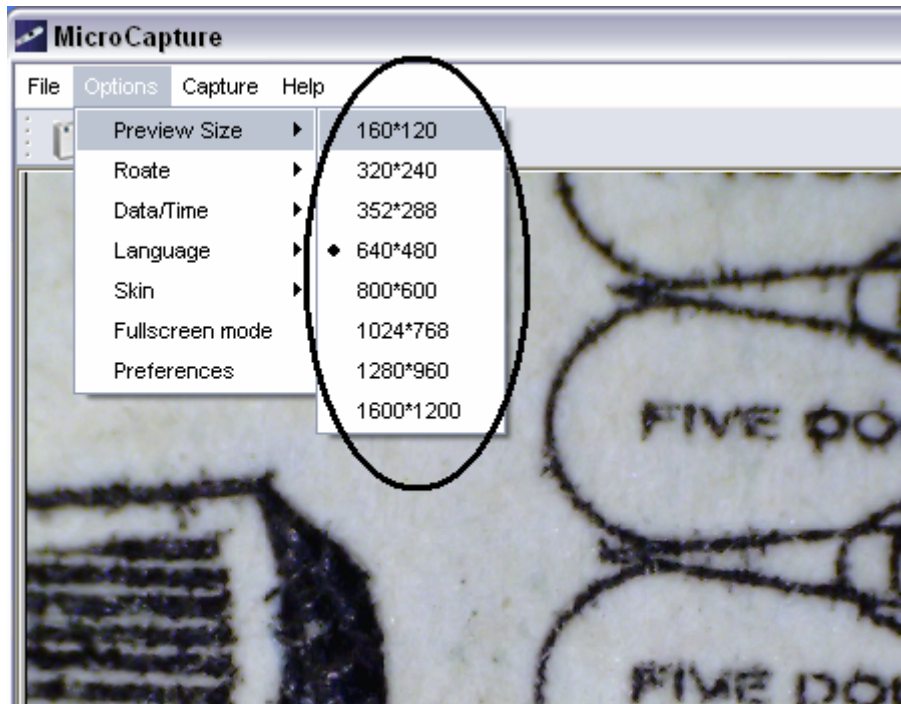 MicroCapture
File Options Capture Help
Preview Size
Roate
Data/Time
Language
Skin
Fullscreen mode
Preferences
160*120
320*240
352*288
640*480
800*600
1024*768
1280*960
1600*1200
FIVE DO
FIVE DO